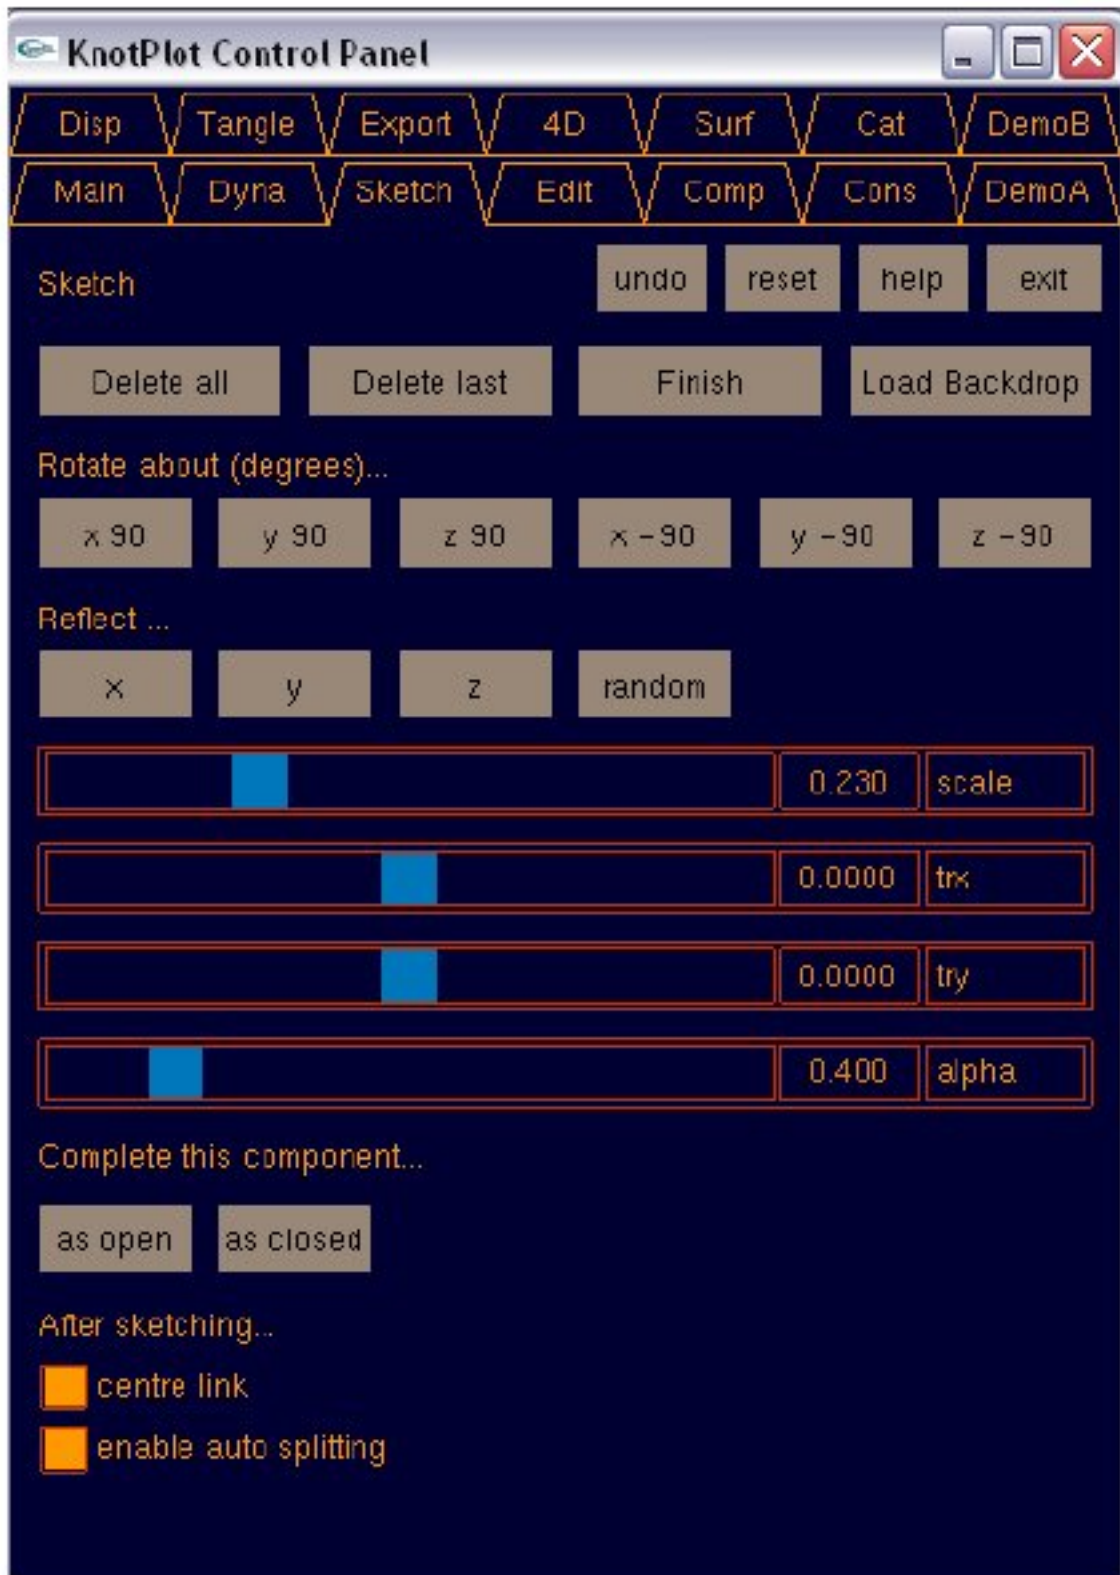 KnotPlot Control Panel
Disp Tangle Export 4D Surf Cat DemoB
Main Dyna Sketch Edit Comp Cons DemoA
Sketch undo reset help exit
Delete all Delete last Finish Load Backdrop
Rotate about (degrees)...
x 90 y 90 z 90 x -90 y -90 z -90
Reflect ...
x y z random
0.230 scale
0.0000 trx
0.0000 try
0.400 alpha
Complete this component...
as open as closed
After sketching...
centre link
enable auto splitting